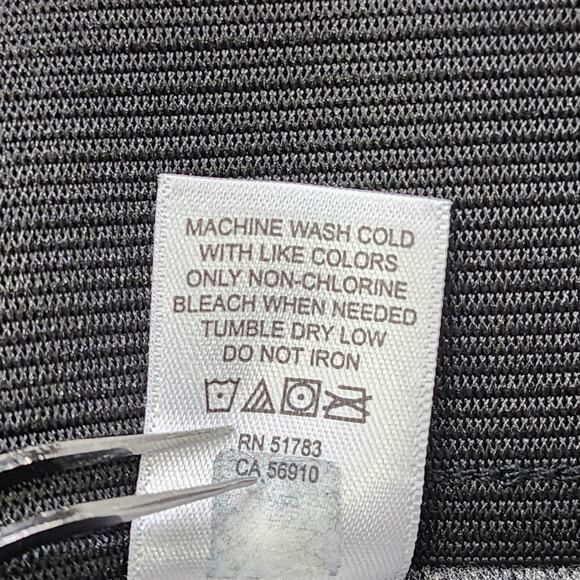 MACHINE WASH COLD
WITH LIKE COLORS
ONLY NON-CHLORINE
BLEACH WHEN NEEDED
TUMBLE DRY LOW
DO NOT IRON
RN 51783
CA 56910